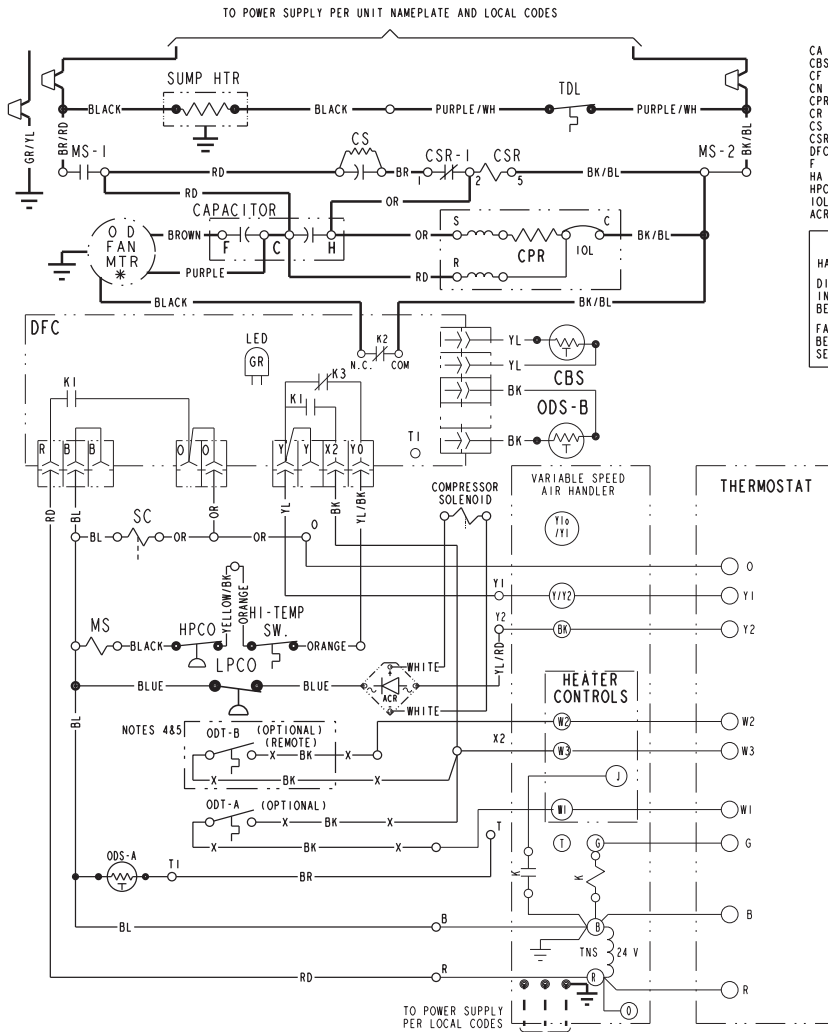 TO POWER SUPPLY PER UNIT NAMEPLATE AND LOCAL CODES
CA
CBS
CF
CN
CPR
CR
CS
CSR
DFC
F
HA
HPC
IOL
ACR
SUMP HTR
TDL
BLACK
BLACK
PURPLE/WH
PURPLE/WH
GR/YL
BR/RD
BK/BL
MS-1
CS
CSR-1
CSR
MS-2
RD
BR
1
2
5
BK/BL
RD
OR
CAPACITOR
OD
FAN
MTR
*
BROWN
F
C
H
OR
S
C
CPR
IOL
BK/BL
R
RD
PURPLE
BLACK
BK/BL
HA
DI
IN
BE
FA
BE
SE
DFC
LED
GR
K2
N.C.
COM
YL
YL
CBS
BK
ODS-B
BK
K1
K3
K1
T1
R
B
B
O
O
Y
Y
X2
YO
RD
BL
OR
YL
BK
YL/BK
COMPRESSOR
SOLENOID
VARIABLE SPEED
AIR HANDLER
THERMOSTAT
Y1o
/Y1
SC
BL
OR
OR
O
O
Y1
Y/Y2
Y1
Y2
BK
Y2
YELLOW/BK
ORANGE
MS
BLACK
HPCO
HI-TEMP
SW.
ORANGE
YL/RD
LPCO
WHITE
BLUE
BLUE
ACR
WHITE
HEATER
CONTROLS
BL
NOTES 4&5
ODT-B
(OPTIONAL)
(REMOTE)
X
BK
X
X2
W2
W2
W3
W3
X
BK
X
J
ODT-A
(OPTIONAL)
X
BK
X
W1
W1
X
BK
X
T
T
G
G
ODS-A
T1
BR
K
K
BL
B
B
B
TNS
24 V
RD
R
R
R
O
TO POWER SUPPLY
PER LOCAL CODES